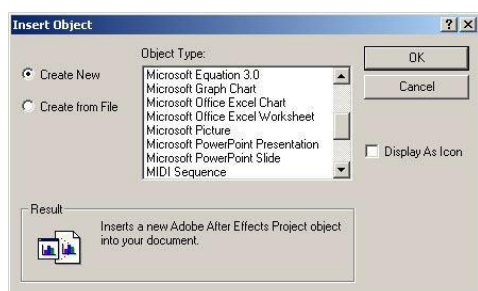 Insert Object
Object Type:
Create New
Create from File
Microsoft Equation 3.0
Microsoft Graph Chart
Microsoft Office Excel Chart
Microsoft Office Excel Worksheet
Microsoft Picture
Microsoft PowerPoint Presentation
Microsoft PowerPoint Slide
MIDI Sequence
OK
Cancel
Display As Icon
Result
Inserts a new Adobe After Effects Project object
into your document.